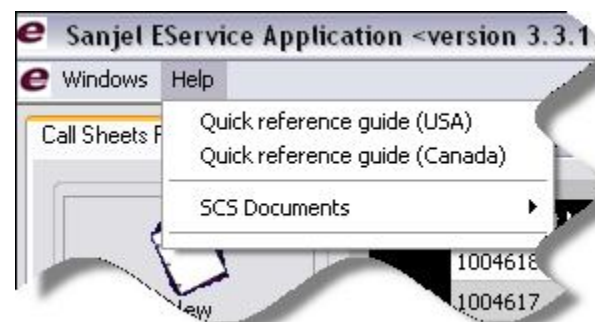 e Sanjel EService Application <version 3.3.1
e Windows Help
Quick reference guide (USA)
Call Sheets
Quick reference guide (Canada)
SCS Documents
1004618
1004617